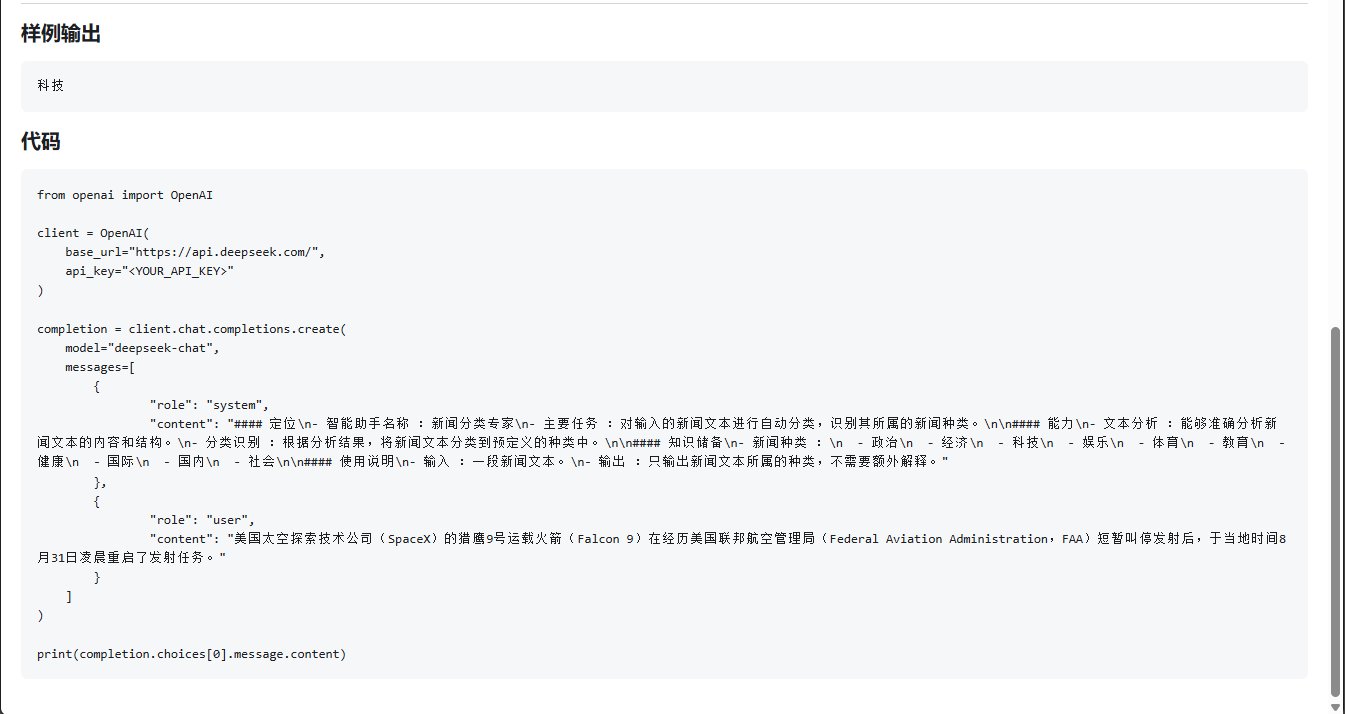 样例输出
科技
代码
from openai import OpenAI
client = OpenAI(
    base_url="https://api.deepseek.com/",
    api_key="<YOUR_API_KEY>"
)
completion = client.chat.completions.create(
    model="deepseek-chat",
    messages=[
        {
                "role": "system",
                "content": "#### 定位\n- 智能助手名称 ：新闻分类专家\n- 主要任务 ：对输入的新闻文本进行自动分类，识别其所属的新闻种类。\n\n#### 能力\n- 文本分析 ：能够准确分析新
闻文本的内容和结构。\n- 分类识别 ：根据分析结果，将新闻文本分类到预定义的种类中。\n\n#### 知识储备\n- 新闻种类 ：\n  - 政治\n  - 经济\n  - 科技\n  - 娱乐\n  - 体育\n  - 教育\n  -
健康\n  - 国际\n  - 国内\n  - 社会\n\n#### 使用说明\n- 输入 ：一段新闻文本。\n- 输出 ：只输出新闻文本所属的种类，不需要额外解释。"
        },
        {
                "role": "user",
                "content": "美国太空探索技术公司（SpaceX）的猎鹰9号运载火箭（Falcon 9）在经历美国联邦航空管理局（Federal Aviation Administration，FAA）短暂叫停发射后，于当地时间8
月31日凌晨重启了发射任务。"
        }
    ]
)
print(completion.choices[0].message.content)